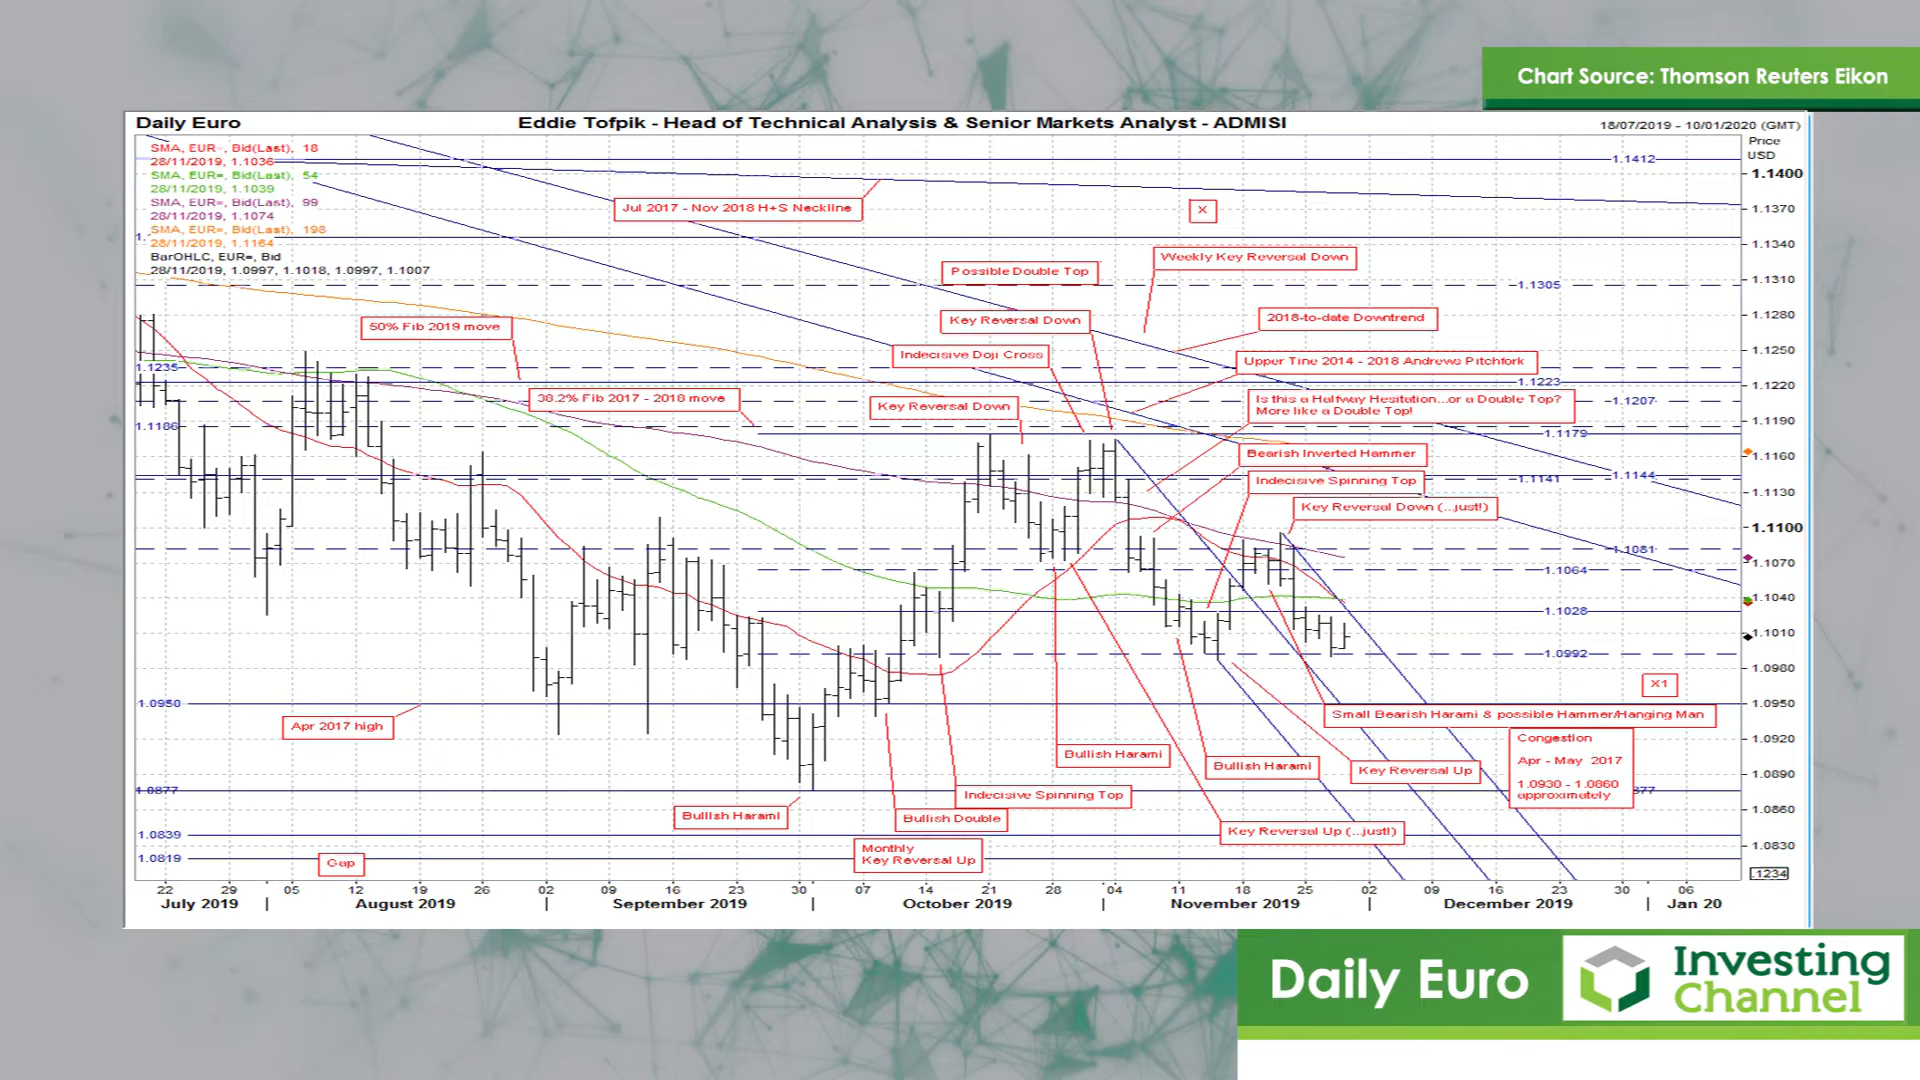 Chart Source: Thomson Reuters Eikon
Daily Euro
Eddie Tofpik - Head of Technical Analysis & Senior Markets Analyst - ADMISI
18/07/2019 - 10/01/2020 (GMT)
Price
USD
SMA, EUR=, Bid(Last), 18
28/11/2019, 1.1036
SMA, EUR=, Bid(Last), 54
28/11/2019, 1.1039
SMA, EUR=, Bid(Last), 99
28/11/2019, 1.1074
SMA, EUR=, Bid(Last), 198
28/11/2019, 1.1164
BarOHLC, EUR=, Bid
28/11/2019, 1.0997, 1.1018, 1.0997, 1.1007
1.1412
1.1400
Jul 2017 - Nov 2018 H+S Neckline
X
1.1370
1.
1.1340
Weekly Key Reversal Down
Possible Double Top
1.1310
1.1305
50% Fib 2019 move
Key Reversal Down
2018-to-date Downtrend
1.1280
Indecisive Doji Cross
Upper Tine 2014 - 2018 Andrews Pitchfork
1.1250
1.1235
1.1223
1.1220
38.2% Fib 2017 - 2018 move
Key Reversal Down
Is this a Halfway Hesitation...or a Double Top?
More like a Double Top!
1.1207
1.1190
1.1186
1.1179
Bearish Inverted Hammer
1.1160
Indecisive Spinning Top
1.1141
1.1144
1.1130
Key Reversal Down (...just!)
1.1100
1.1081
1.1070
1.1064
1.1040
1.1028
1.1010
1.0992
1.0980
X1
1.0950
1.0950
Apr 2017 high
Small Bearish Harami & possible Hammer/Hanging Man
1.0920
Congestion
Apr - May 2017
1.0930 - 1.0860
approximately
Bullish Harami
Bullish Harami
Key Reversal Up
1.0890
1.0877
877
Indecisive Spinning Top
1.0860
Bullish Harami
Bullish Double
Key Reversal Up (...just!)
1.0839
1.0830
Monthly
Key Reversal Up
1.0819
Gap
.1234
22 29 05 12 19 26 02 09 16 23 30 07 14 21 28 04 11 18 25 02 09 16 23 30 06
July 2019 | August 2019 | September 2019 | October 2019 | November 2019 | December 2019 | Jan 20
Daily Euro
Investing
Channel